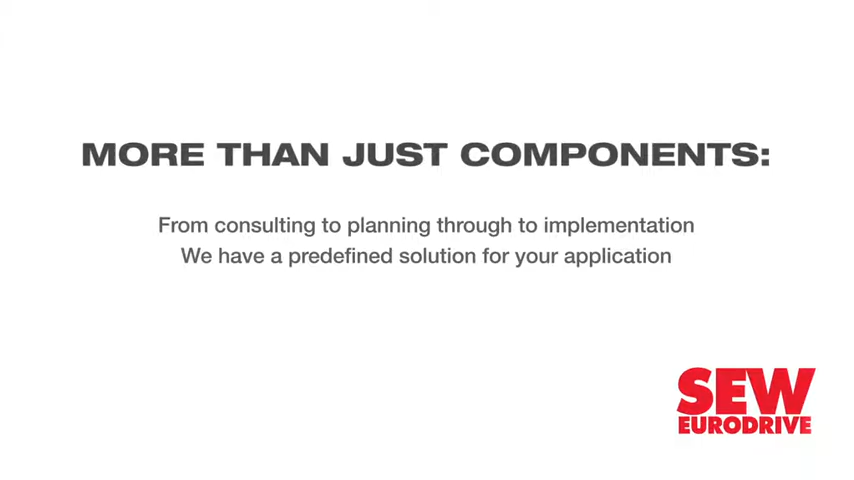 MORE THAN JUST COMPONENTS:
From consulting to planning through to implementation
We have a predefined solution for your application
SEW
EURODRIVE